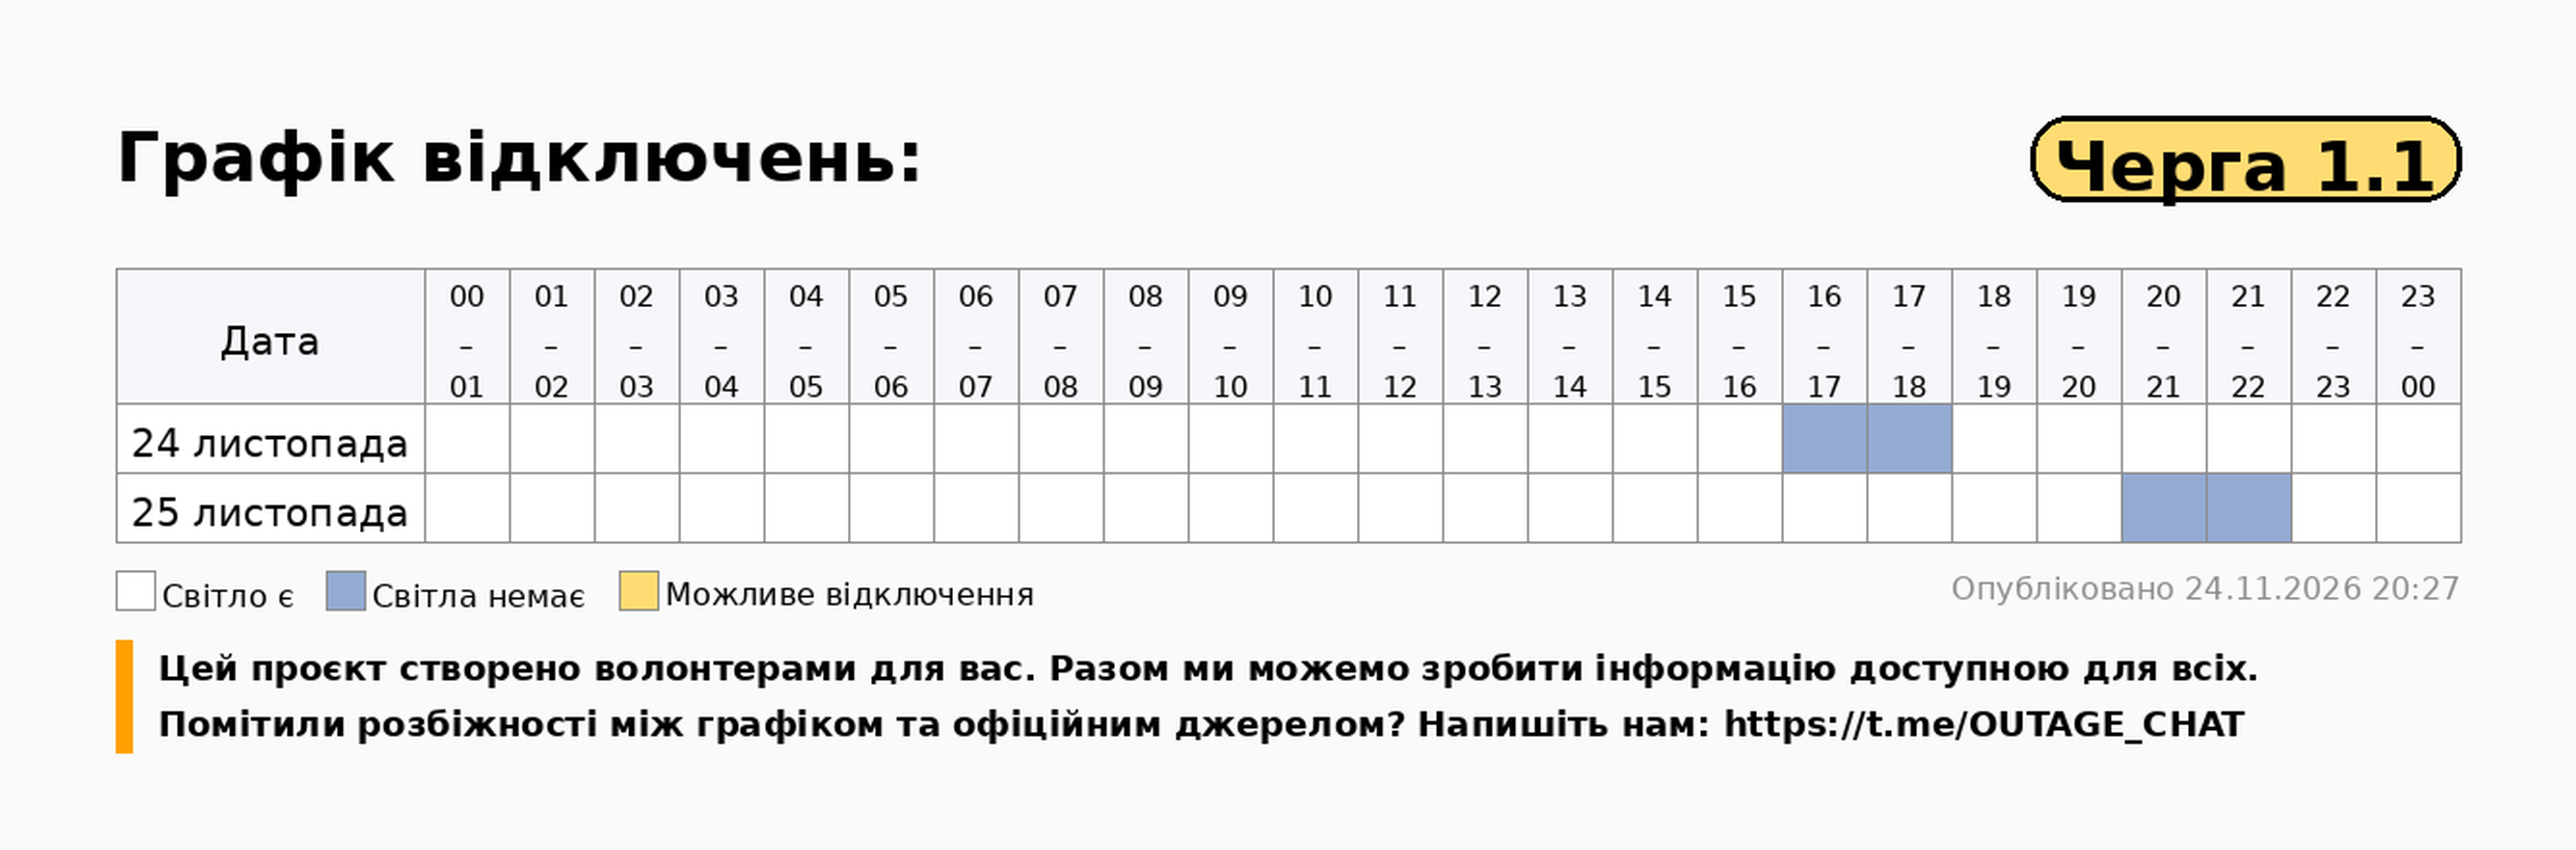 Графік відключень:
Черга 1.1
Дата 00 – 01 01 – 02 02 – 03 03 – 04 04 – 05 05 – 06 06 – 07 07 – 08 08 – 09 09 – 10 10 – 11 11 – 12 12 – 13 13 – 14 14 – 15 15 – 16 16 – 17 17 – 18 18 – 19 19 – 20 20 – 21 21 – 22 22 – 23 23 – 00
24 листопада
25 листопада
Світло є Світла немає Можливе відключення
Опубліковано 24.11.2026 20:27
Цей проєкт створено волонтерами для вас. Разом ми можемо зробити інформацію доступною для всіх.
Помітили розбіжності між графіком та офіційним джерелом? Напишіть нам: https://t.me/OUTAGE_CHAT